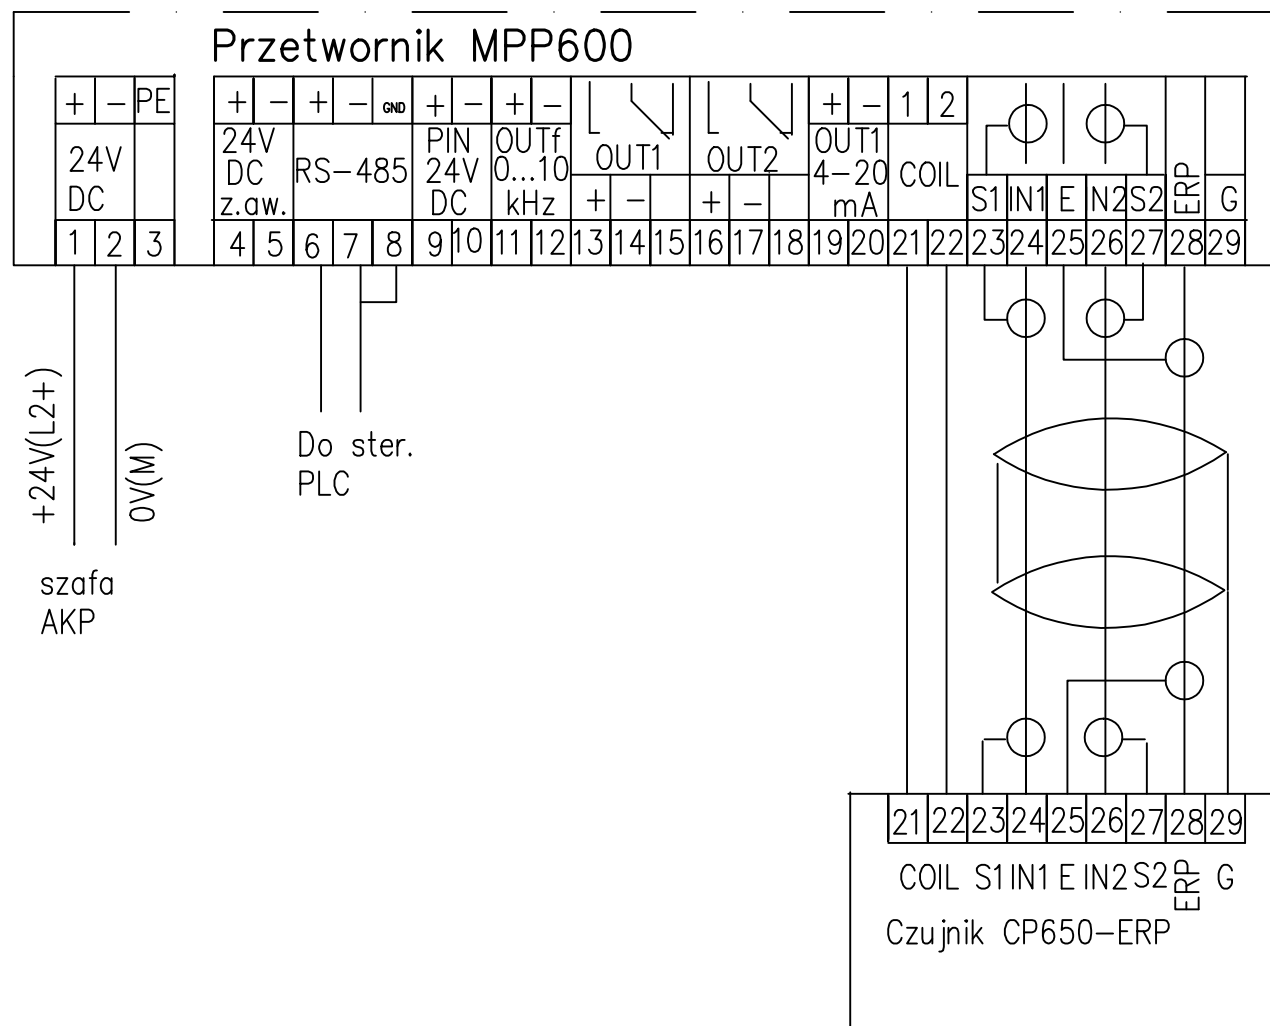 Przetwornik MPP600
+ - PE + - + - GND + - + - + - 1 2
24V DC
24V DC z.aw.
RS-485
PIN 24V DC
OUTf 0...10 kHz
OUT1
+ -
OUT2
+ -
OUT1 4-20 mA
COIL
S1 IN1 E N2 S2 ERP G
1 2 3 4 5 6 7 8 9 10 11 12 13 14 15 16 17 18 19 20 21 22 23 24 25 26 27 28 29
+24V(L2+)
0V(M)
Do ster.
PLC
szafa
AKP
21 22 23 24 25 26 27 28 29
COIL S1 IN1 E IN2 S2 ERP G
Czujnik CP650-ERP